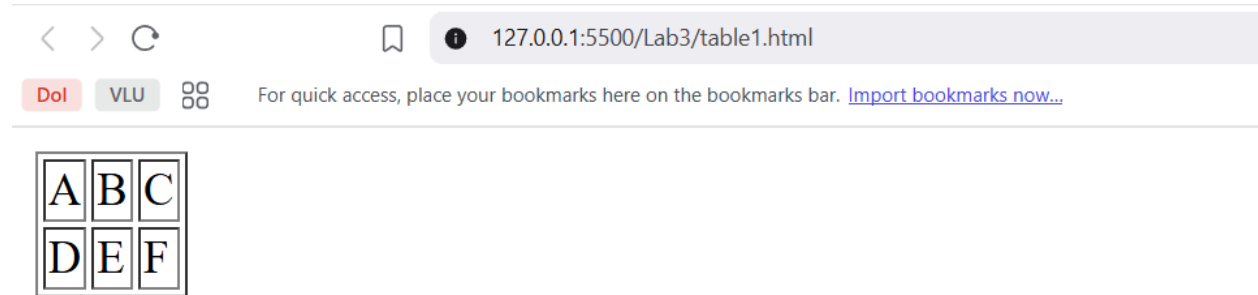 127.0.0.1:5500/Lab3/table1.html
DoI VLU For quick access, place your bookmarks here on the bookmarks bar. Import bookmarks now...
A B C
D E F